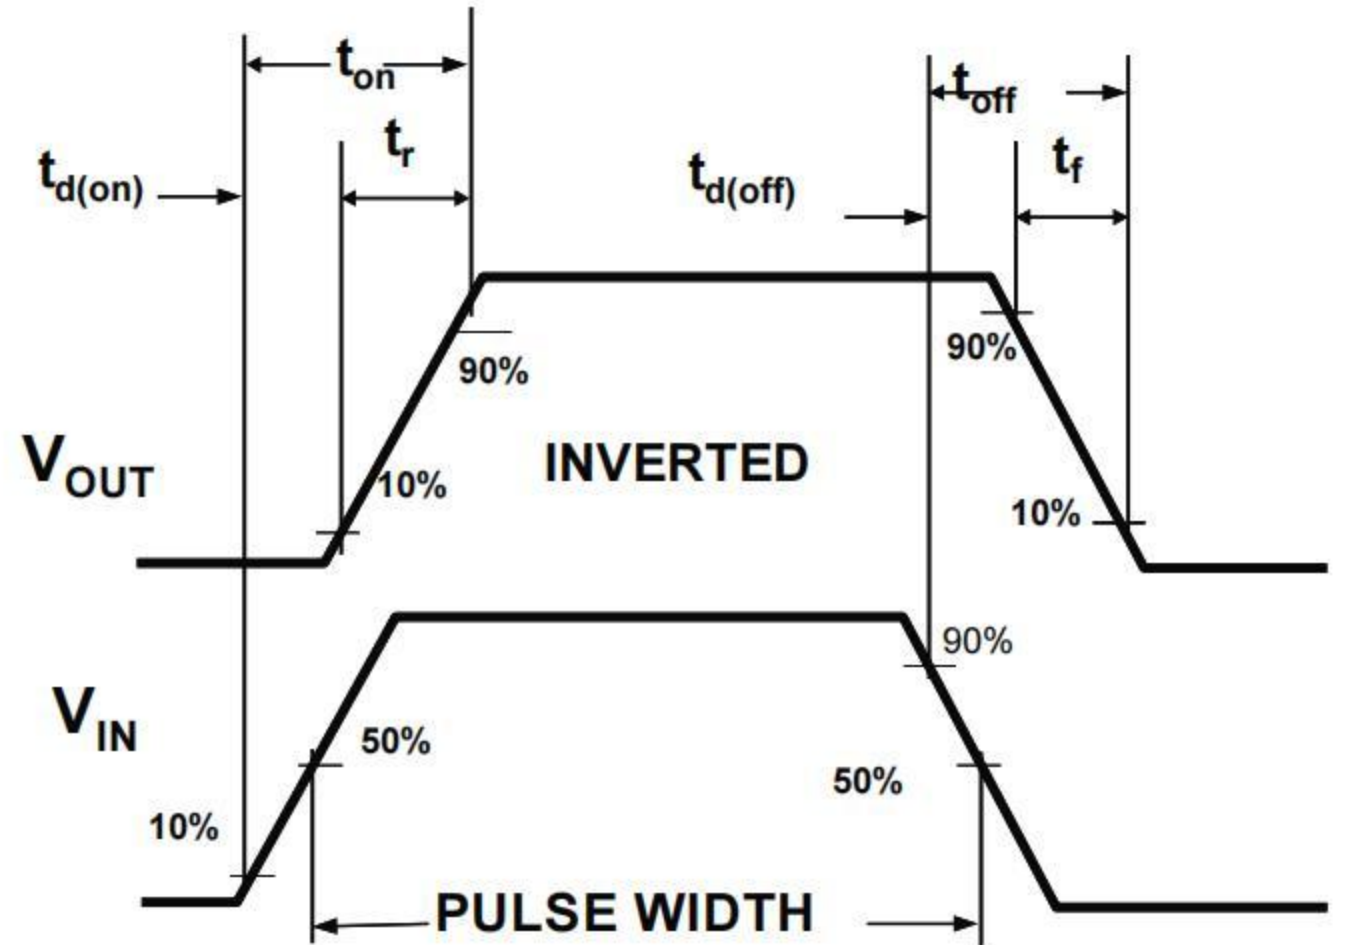 ton
toff
tr
tf
td(on)
td(off)
90%
90%
VOUT
INVERTED
10%
10%
90%
VIN
50%
50%
10%
PULSE WIDTH